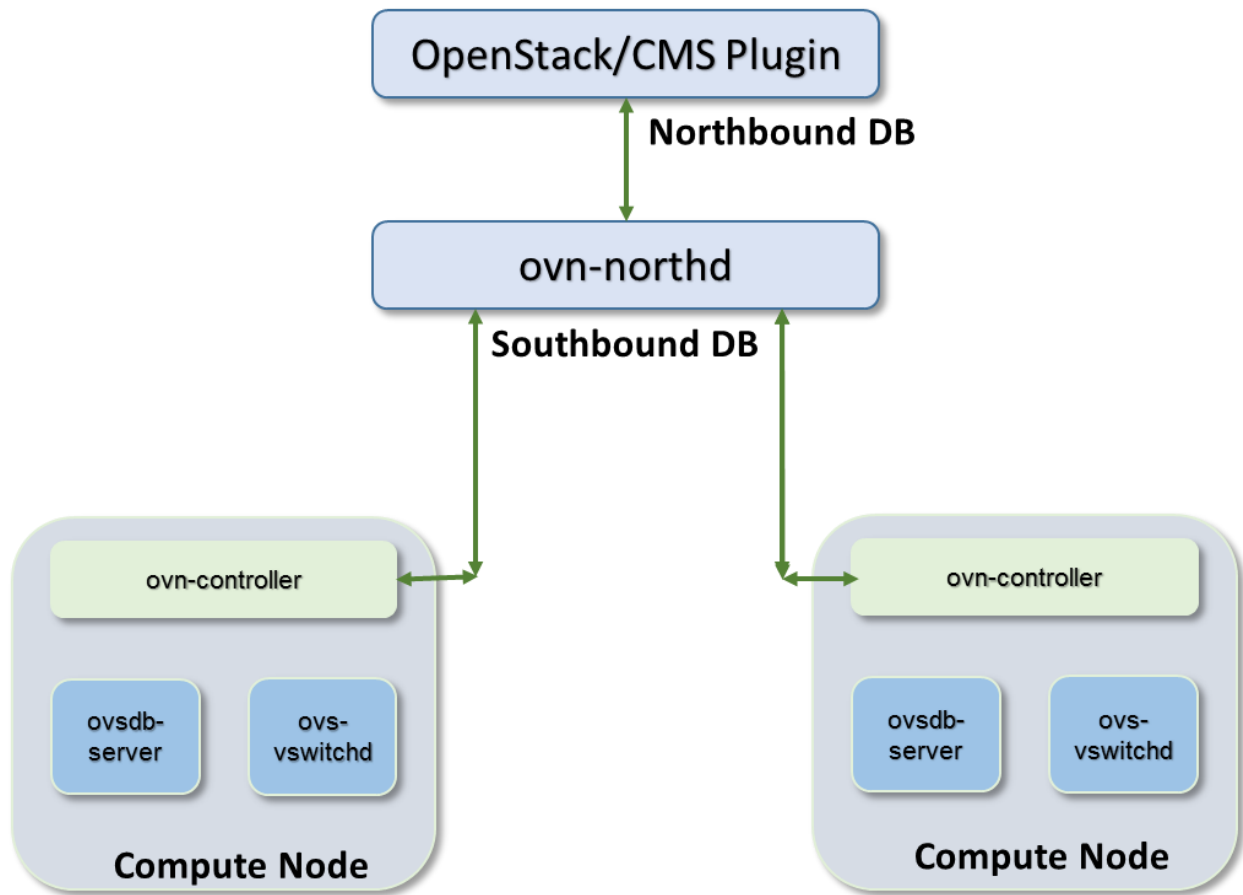 OpenStack/CMS Plugin
Northbound DB
ovn-northd
Southbound DB
ovn-controller
ovsdb-
server
ovs-
vswitchd
Compute Node
ovn-controller
ovsdb-
server
ovs-
vswitchd
Compute Node